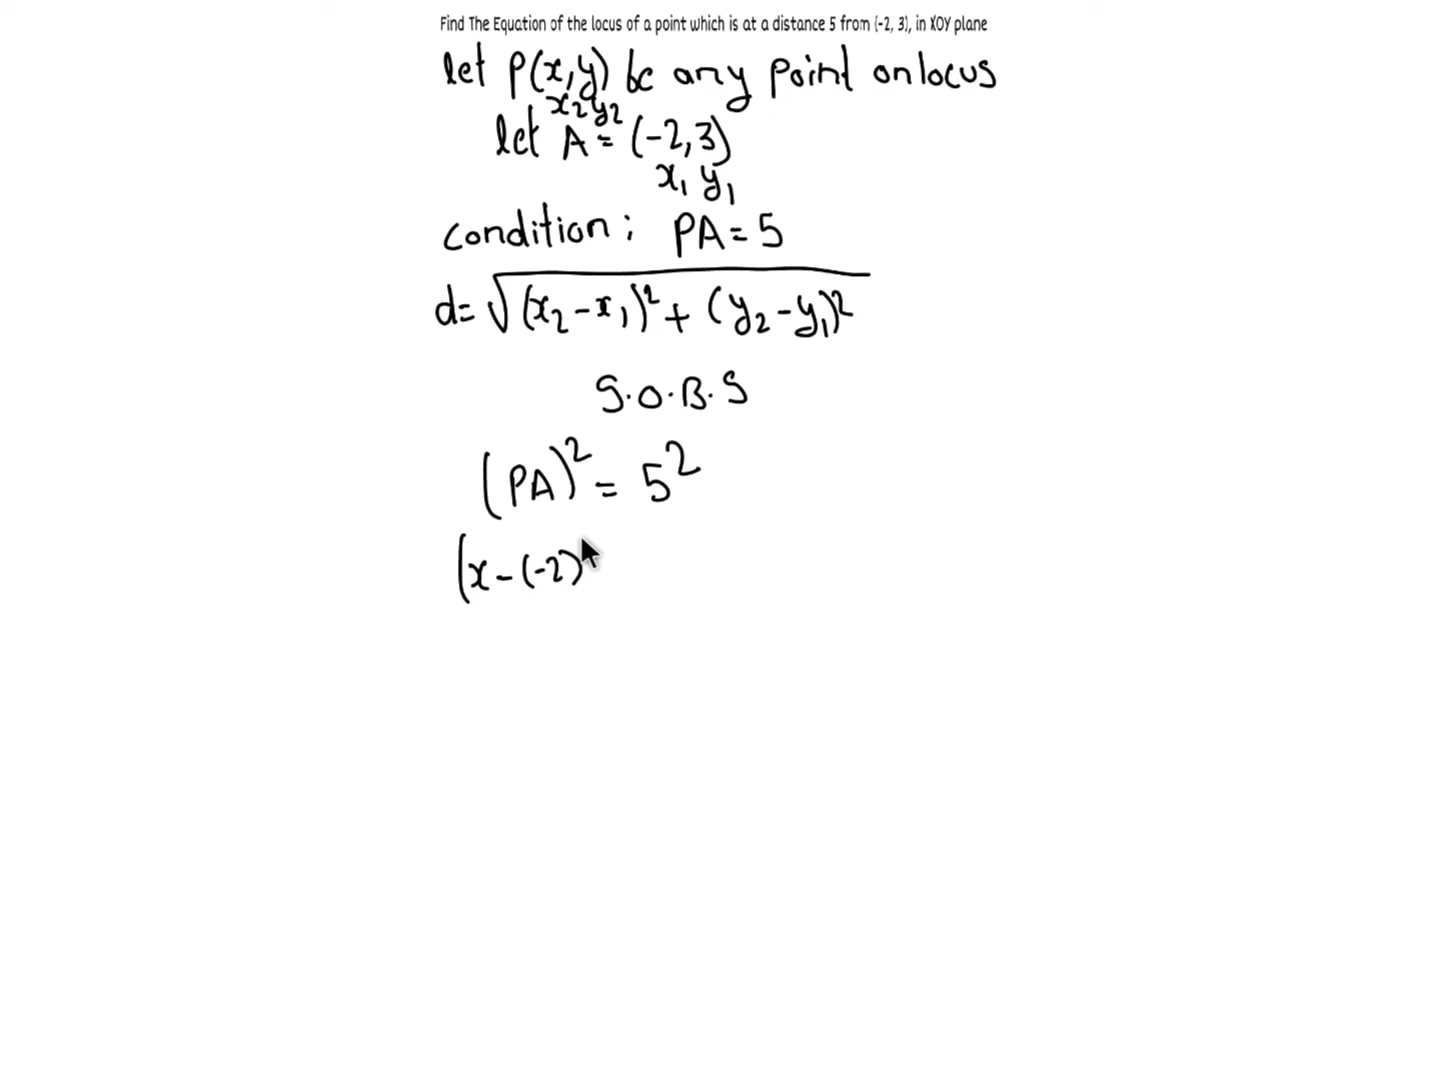 Find The Equation of the locus of a point which is at a distance 5 from (-2, 3), in XOY plane
let P(x,y) be any point on locus
x₂ y₂
let A = (-2,3)
x₁ y₁
condition: PA = 5
d = √(x₂-x₁)² + (y₂-y₁)²
S.O.B.S
(PA)² = 5²
(x-(-2)